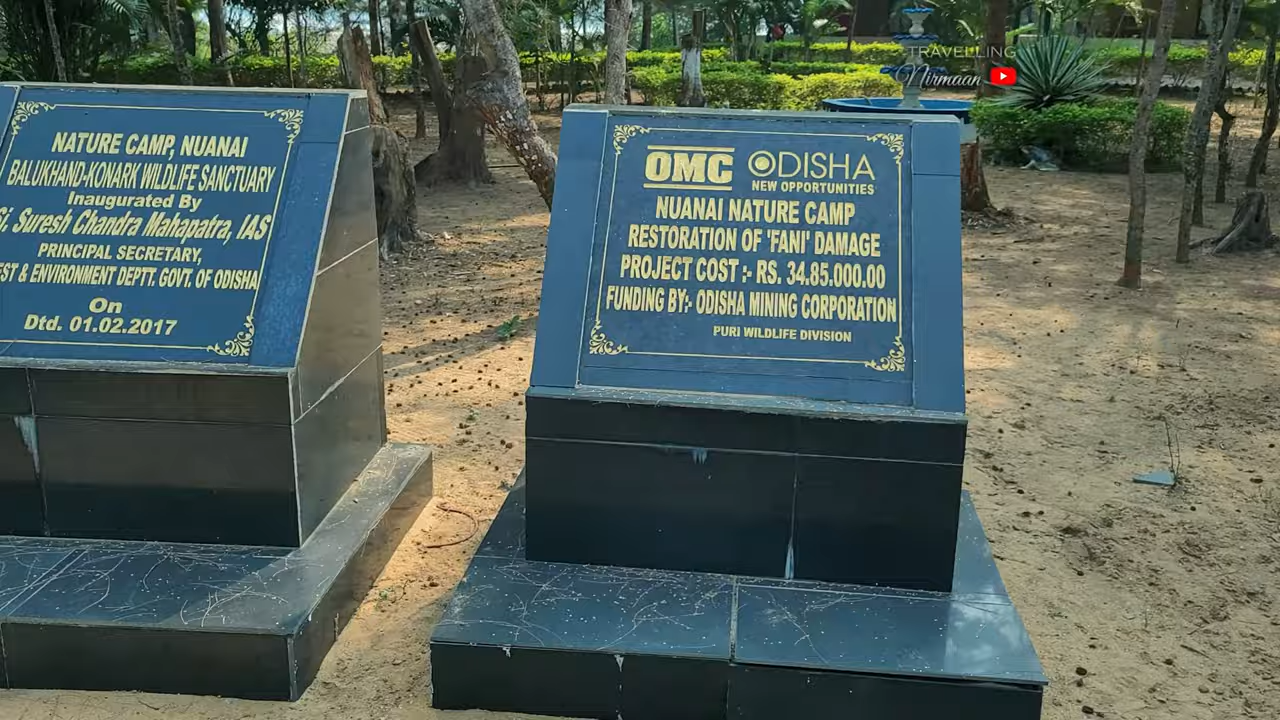 NATURE CAMP, NUANAI
BALUKHAND-KONARK WILDLIFE SANCTUARY
Inaugurated By
Suresh Chandra Mahapatra, IAS
PRINCIPAL SECRETARY,
& ENVIRONMENT DEPTT. GOVT. OF ODISHA
On
Dtd. 01.02.2017
OMC ODISHA
NEW OPPORTUNITIES
NUANAI NATURE CAMP
RESTORATION OF 'FANI' DAMAGE
PROJECT COST :- RS. 34.85.000.00
FUNDING BY:- ODISHA MINING CORPORATION
PURI WILDLIFE DIVISION
TRAVELLING
Nirmaan